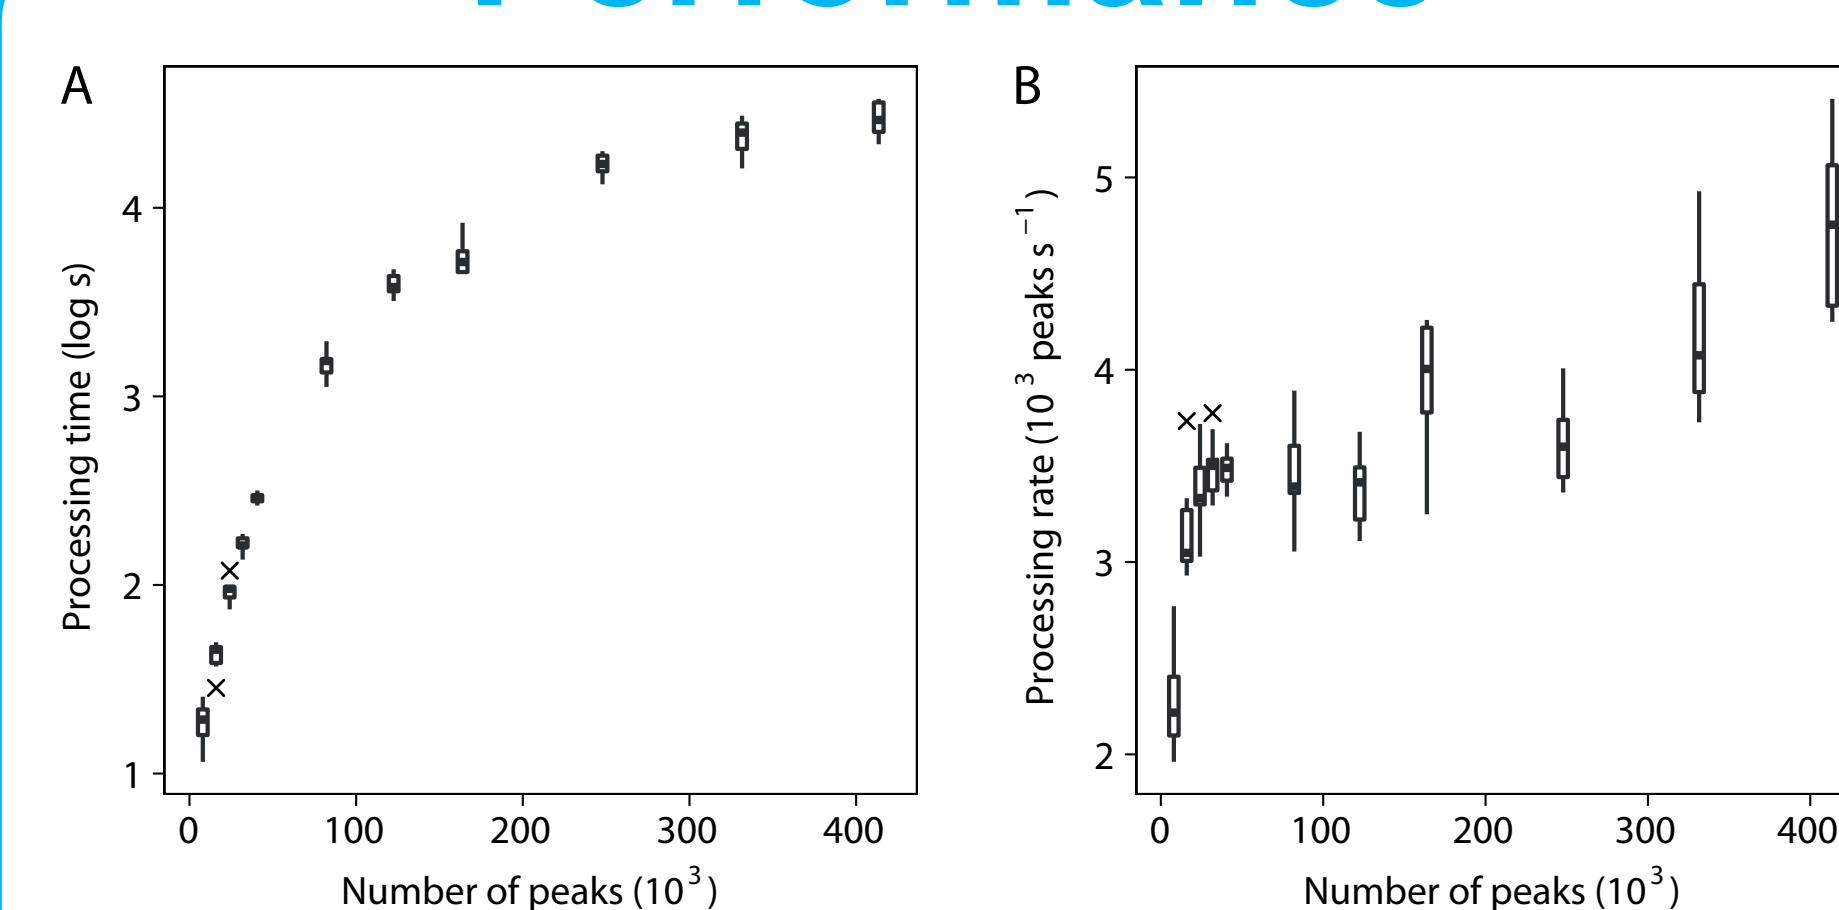 Performance
A
B
4
3
2
1
Processing time (log s)
0 100 200 300 400
Number of peaks (10³)
5
4
3
2
Processing rate (10³ peaks s⁻¹)
0 100 200 300 400
Number of peaks (10³)